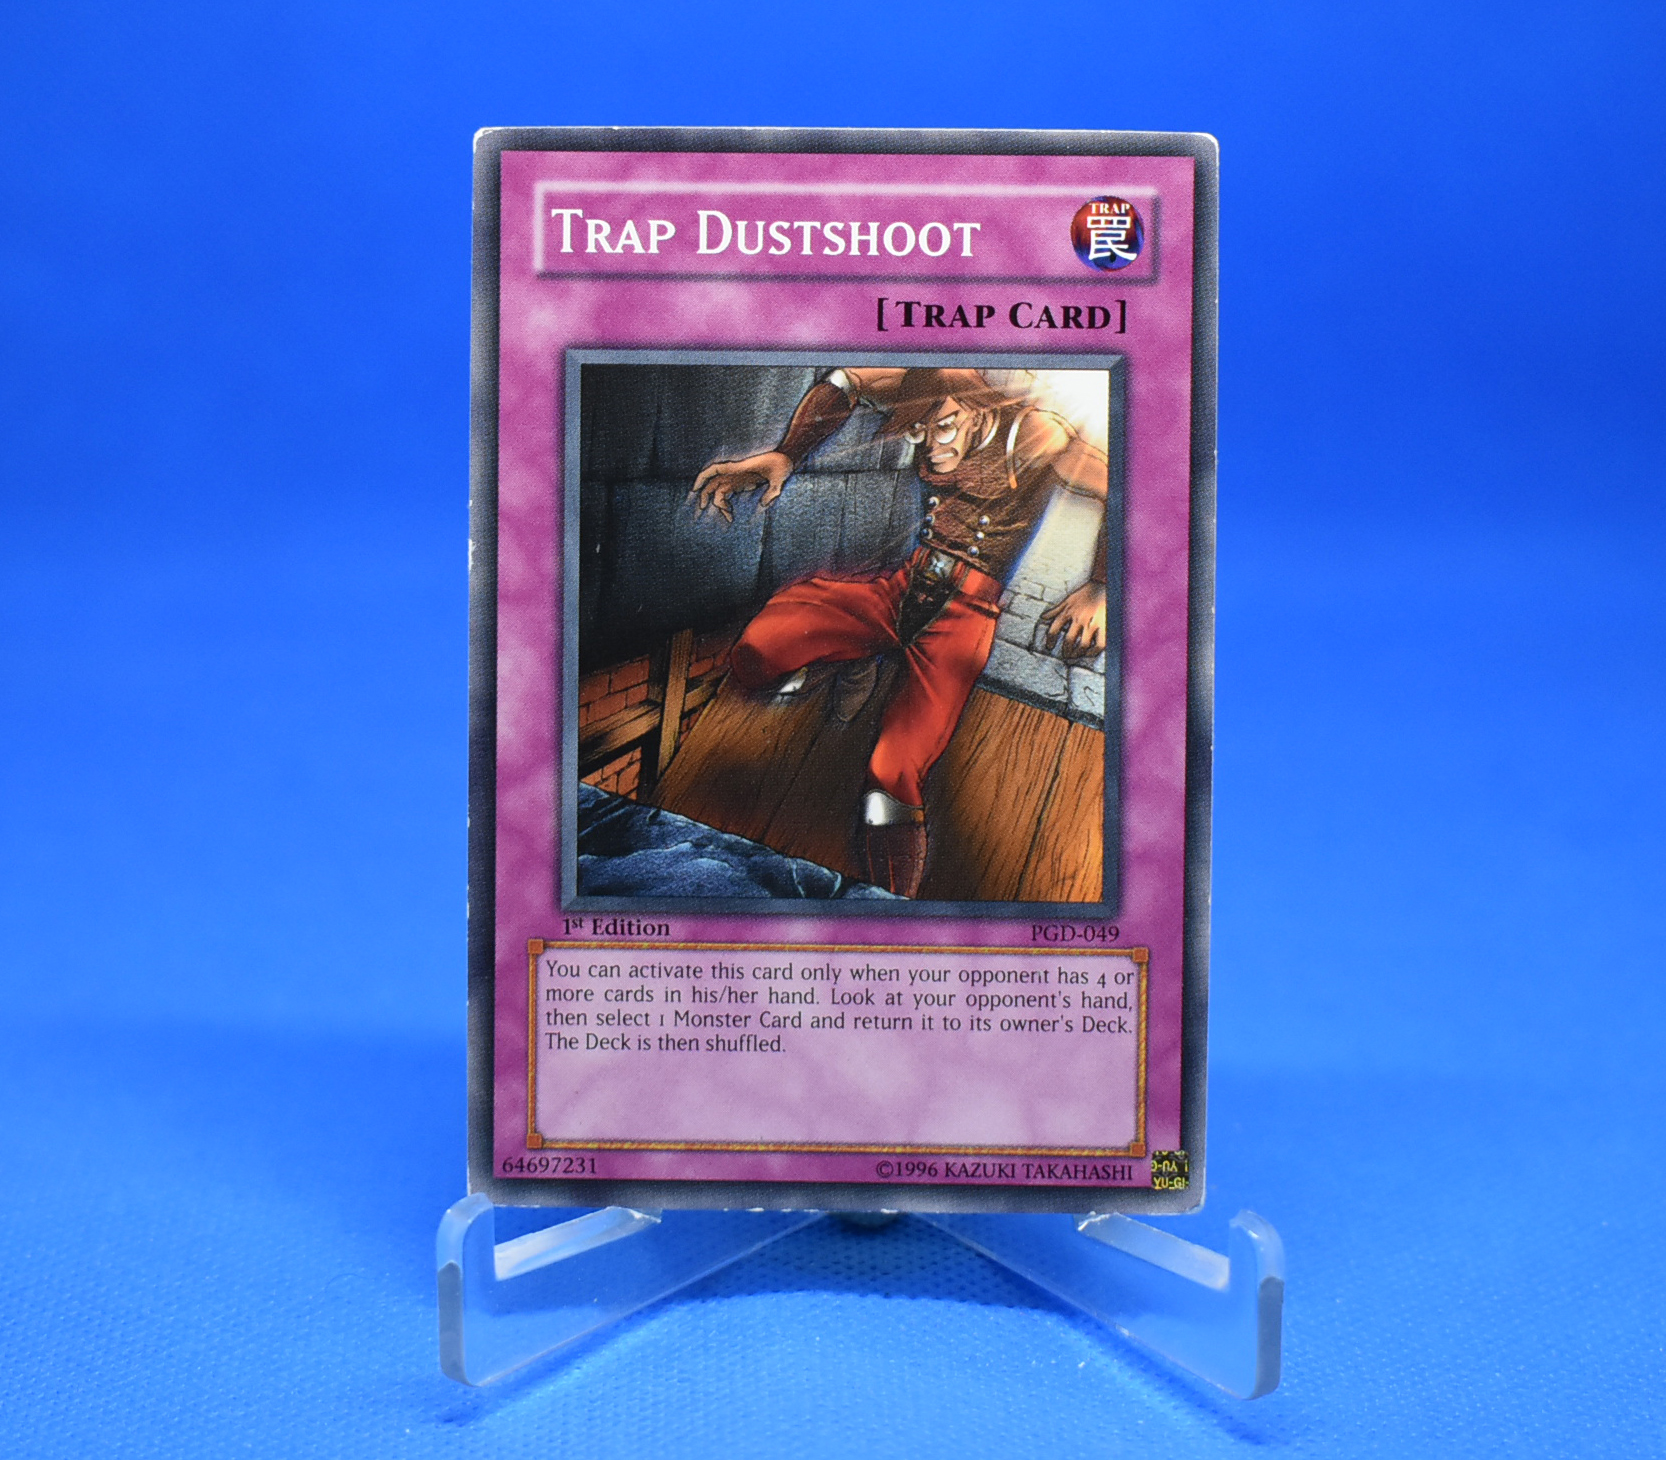 TRAP DUSTSHOOT
TRAP
罠
[TRAP CARD]
1st Edition
PGD-049
You can activate this card only when your opponent has 4 or
more cards in his/her hand. Look at your opponent's hand,
then select 1 Monster Card and return it to its owner's Deck.
The Deck is then shuffled.
64697231
©1996 KAZUKI TAKAHASHI
YU-GI-